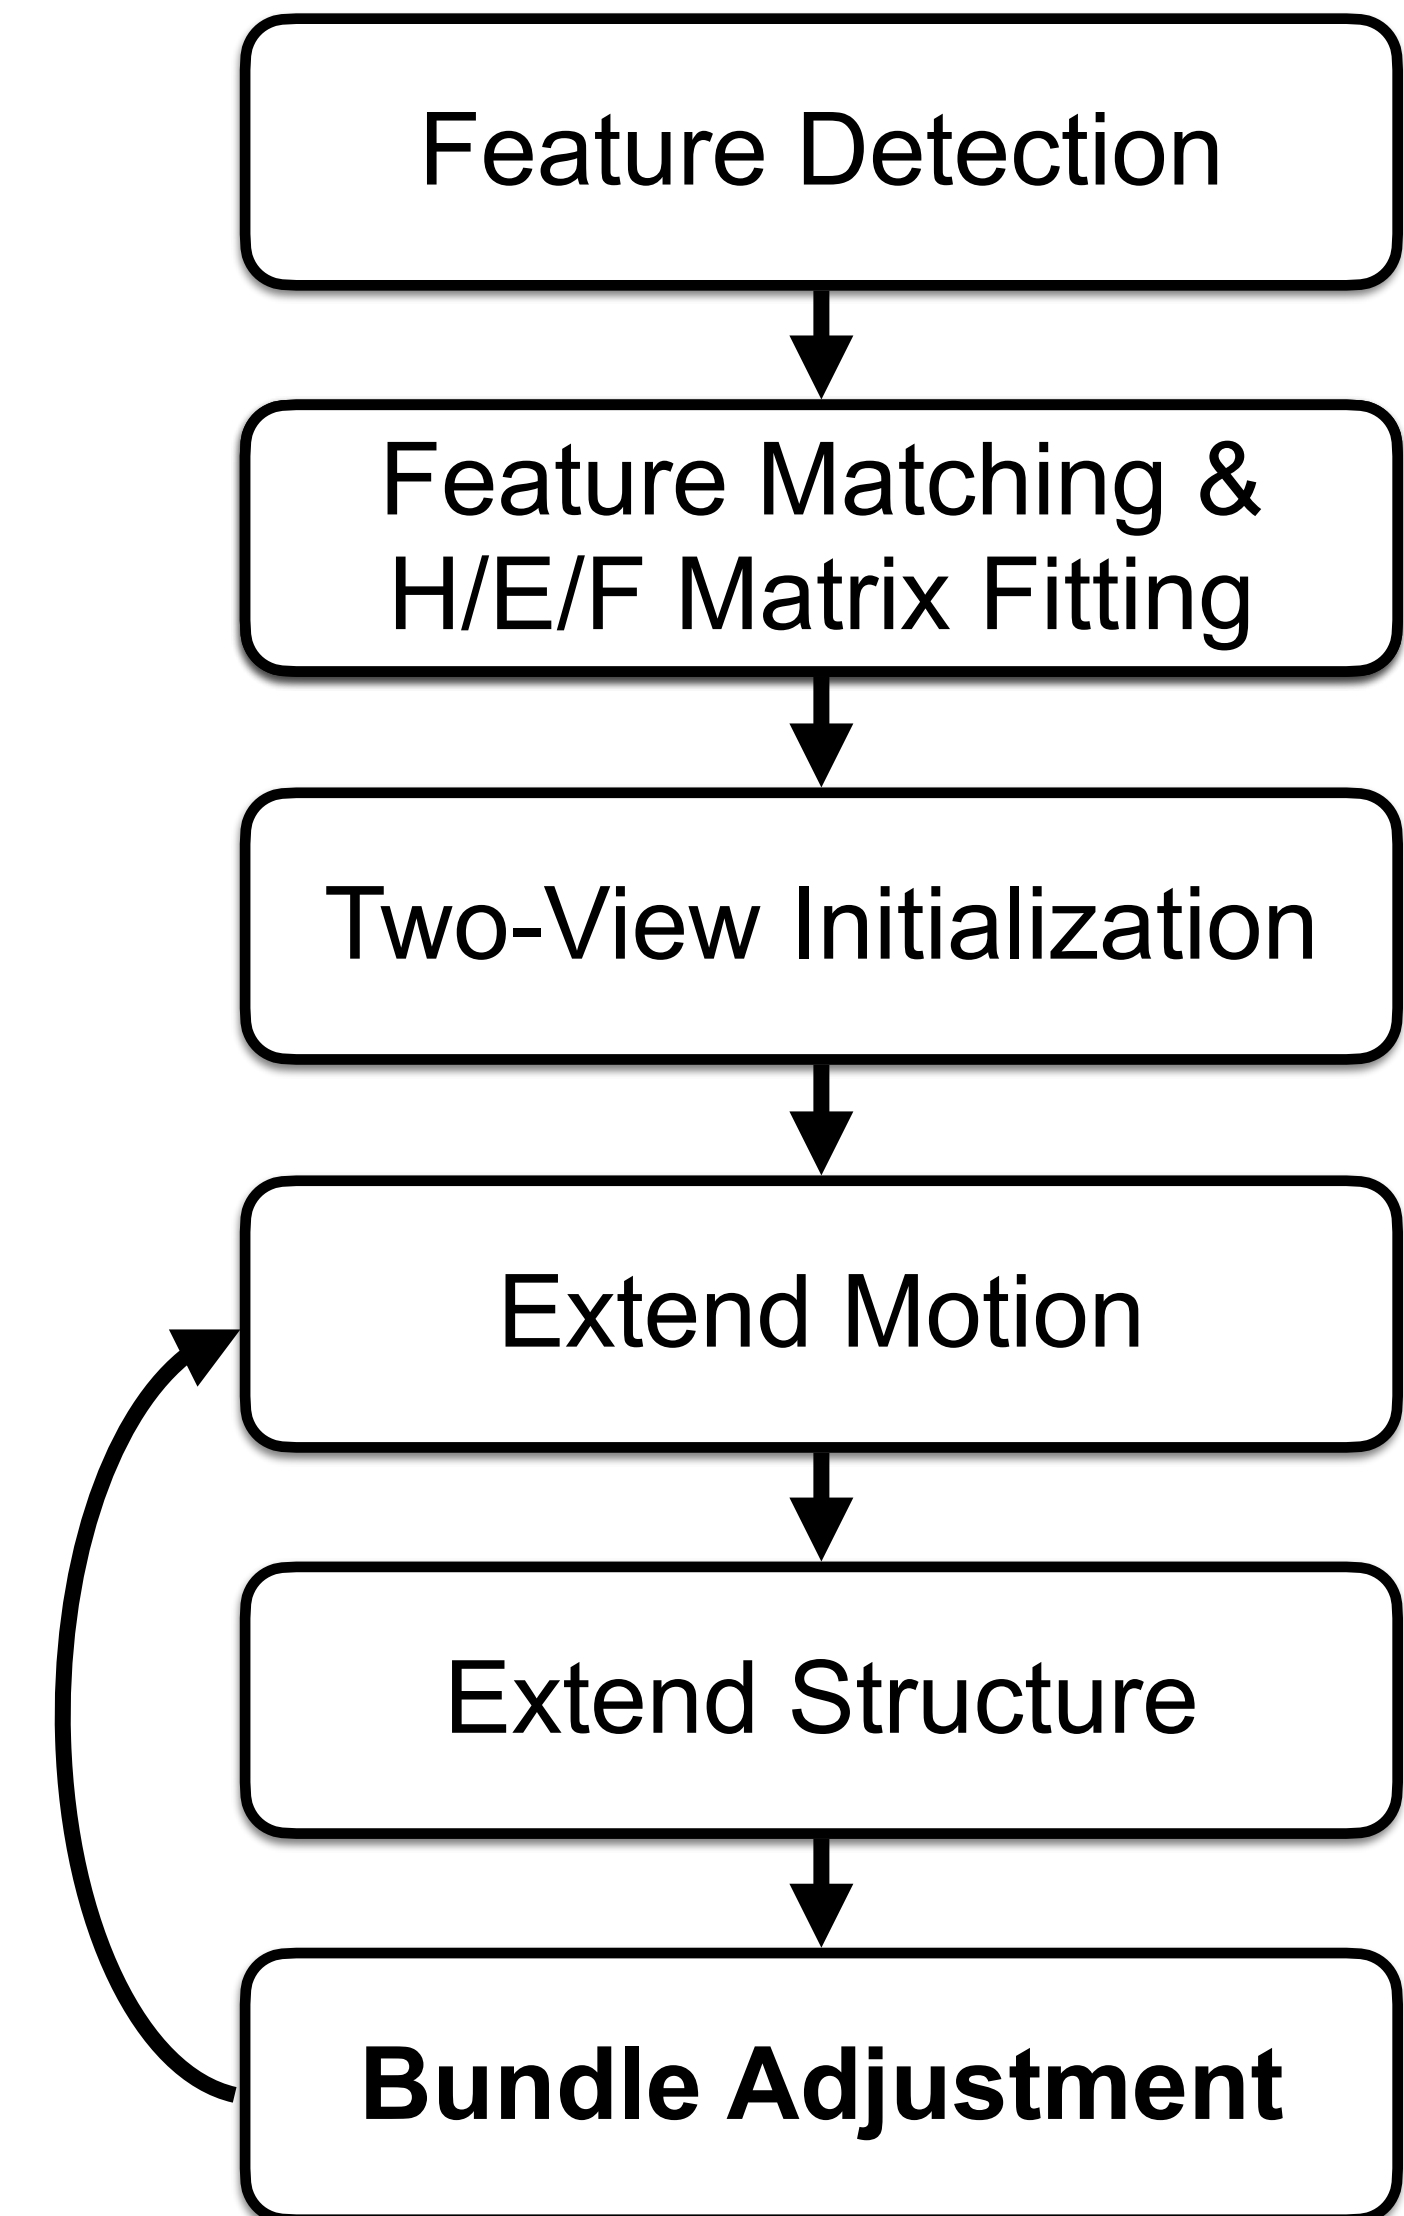 Feature Detection
Feature Matching &
H/E/F Matrix Fitting
Two-View Initialization
Extend Motion
Extend Structure
Bundle Adjustment